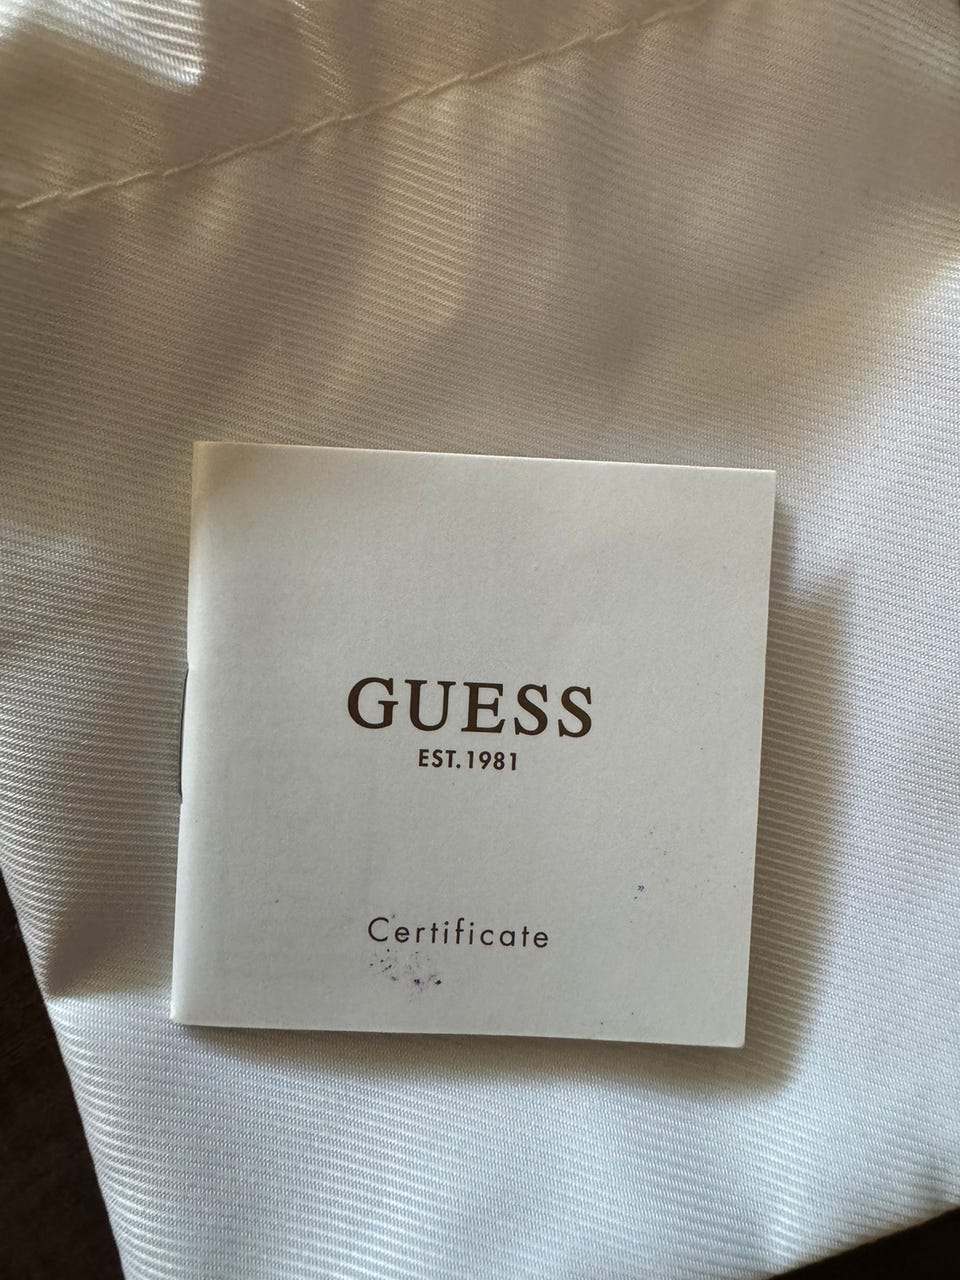 GUESS
EST.1981
Certificate